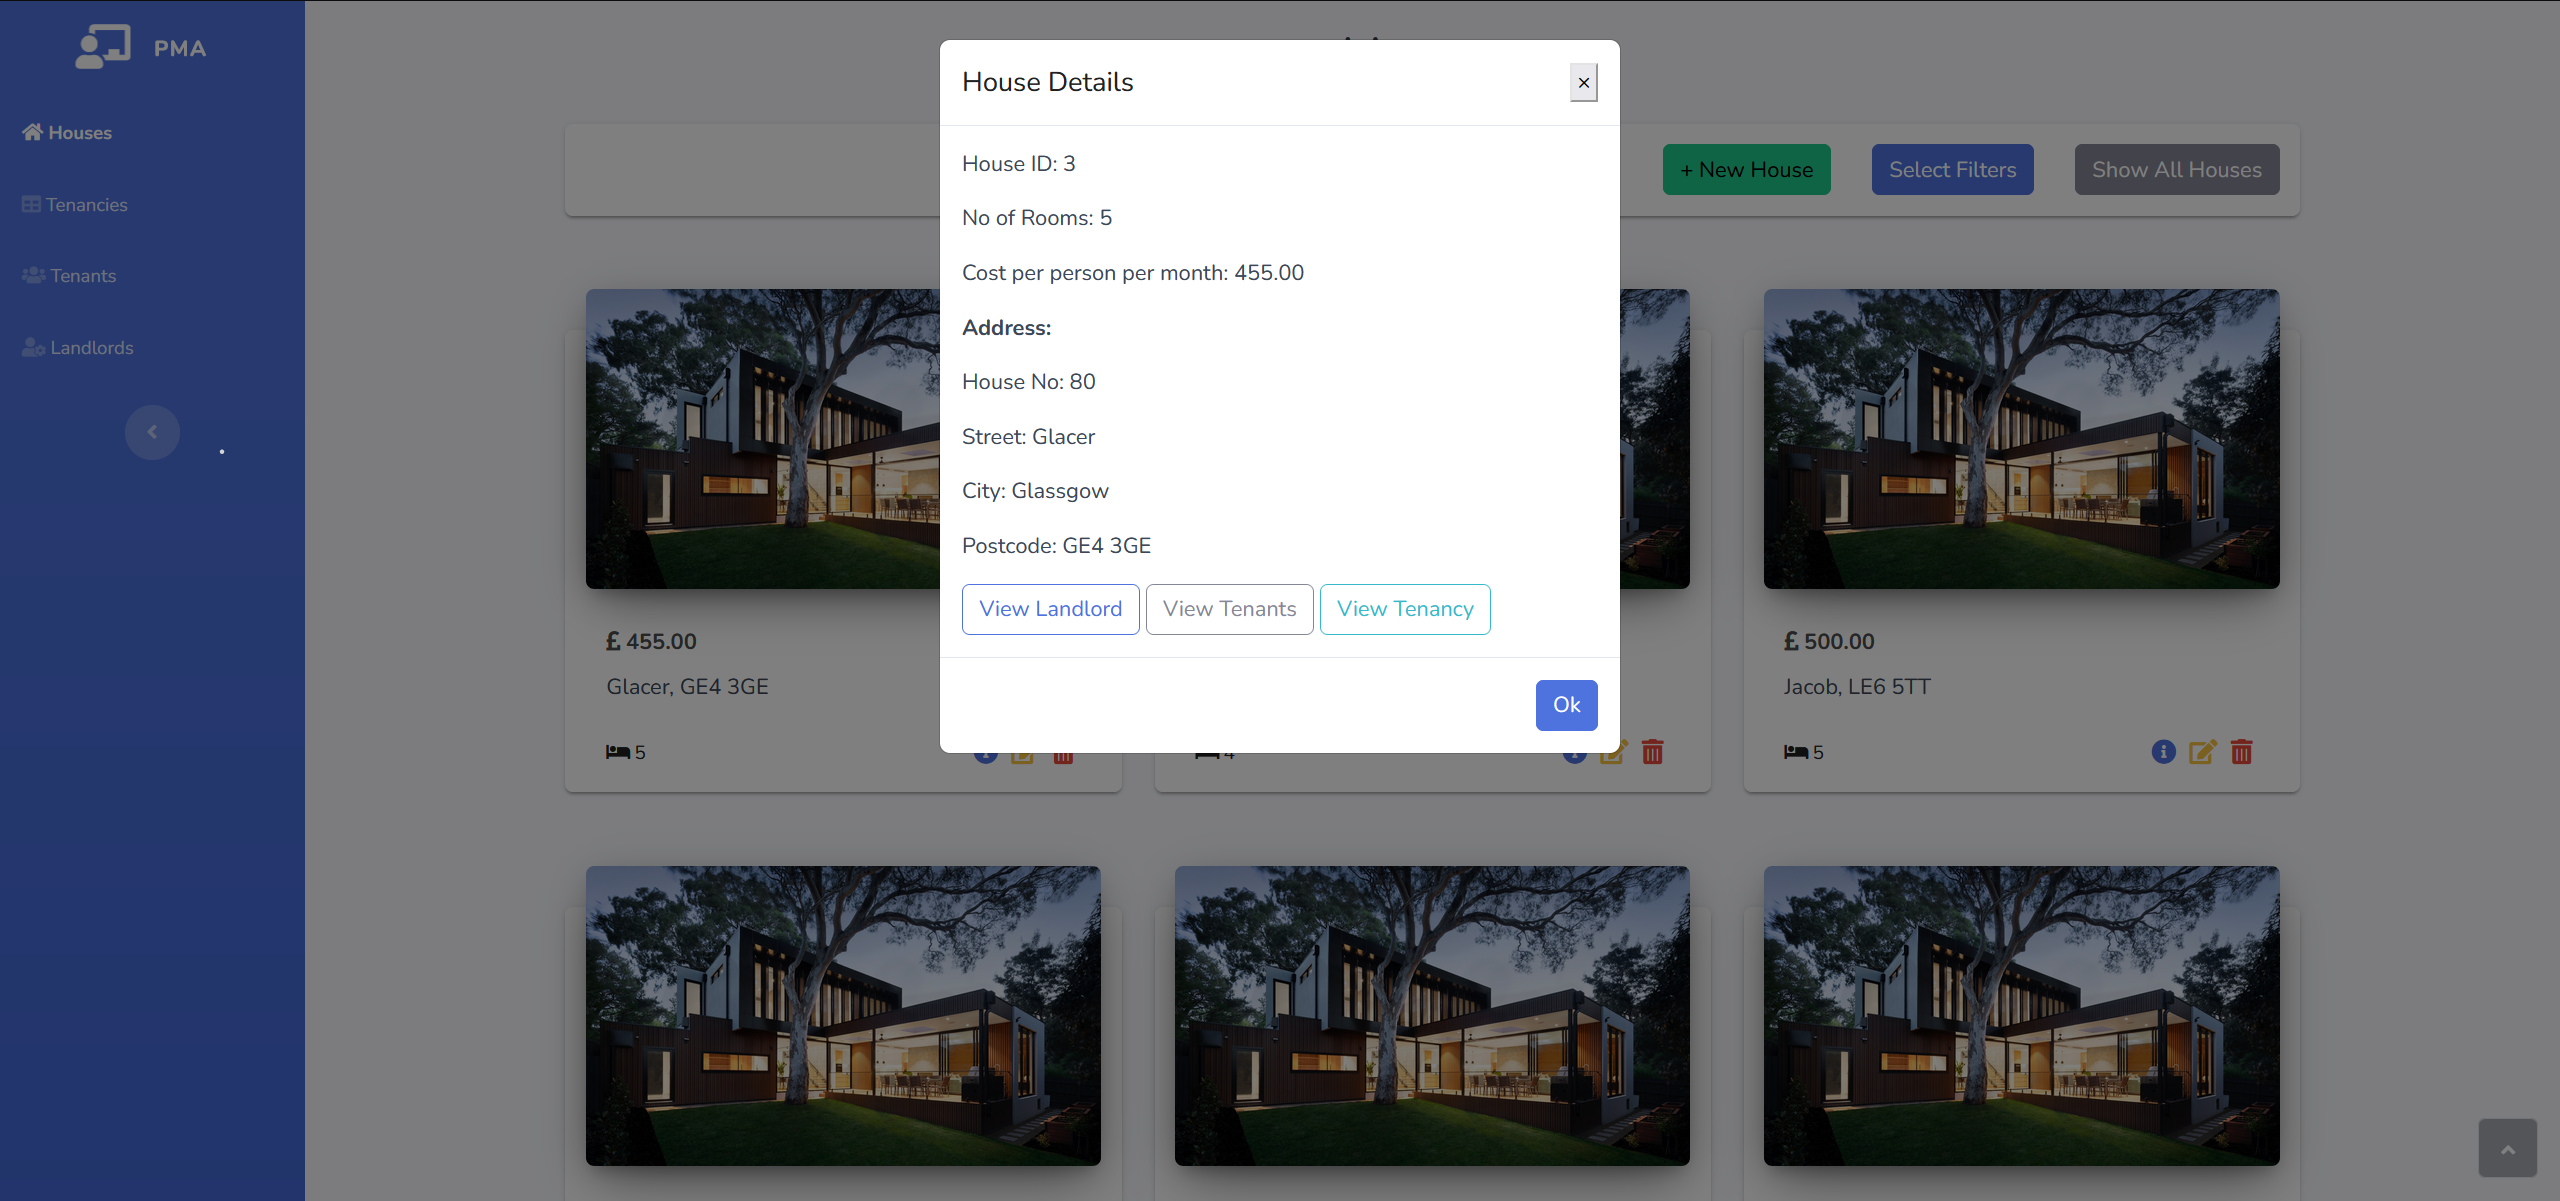 PMA
Houses
Tenancies
Tenants
Landlords
House Details
×
House ID: 3
No of Rooms: 5
Cost per person per month: 455.00
Address:
House No: 80
Street: Glacer
City: Glassgow
Postcode: GE4 3GE
View Landlord View Tenants View Tenancy
Ok
+ New House Select Filters Show All Houses
£ 455.00
Glacer, GE4 3GE
5
4
£ 500.00
Jacob, LE6 5TT
5